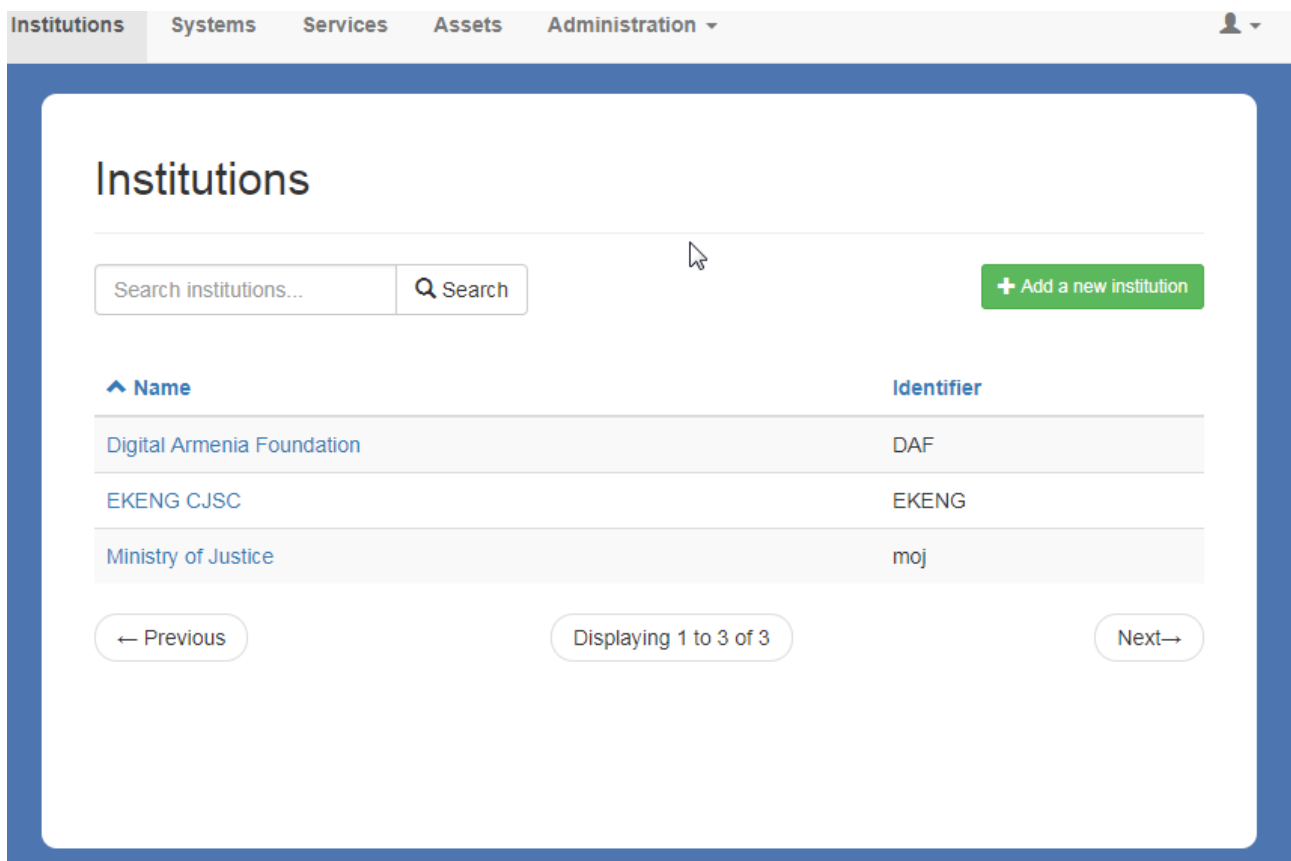 Institutions Systems Services Assets Administration
Institutions
Search institutions... Search Add a new institution
Name Identifier
Digital Armenia Foundation DAF
EKENG CJSC EKENG
Ministry of Justice moj
← Previous Displaying 1 to 3 of 3 Next→